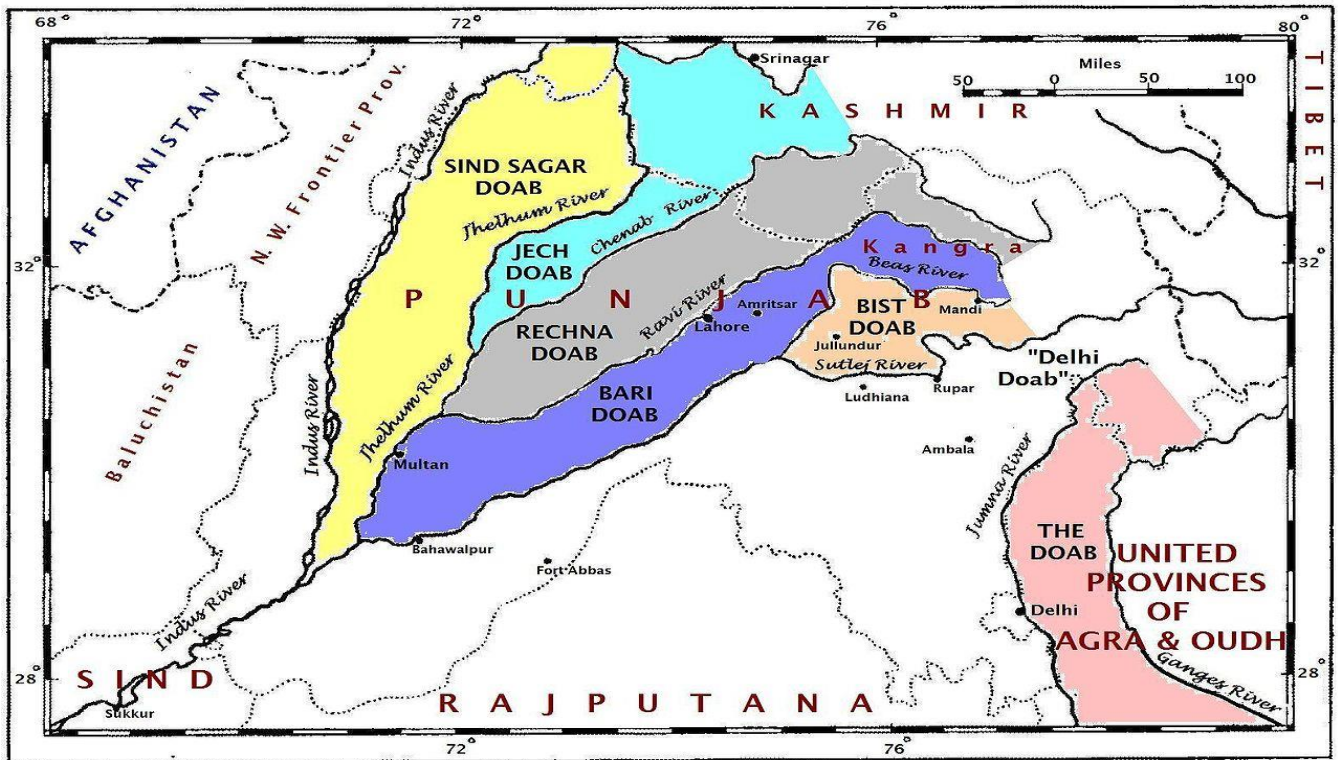 68°
72°
76°
80°
Srinagar
Miles
50 0 50 100
TIBET
KASHMIR
AFGHANISTAN
N. W. Frontier Prov.
Indus River
SIND SAGAR
DOAB
Jhelhum River
Chenab River
JECH
DOAB
Kangra
Beas River
32°
32°
PUNJAB
Ravi River
Amritsar
Lahore
BIST
DOAB
Mandi
RECHNA
DOAB
Jullundur
Sutlej River
"Delhi
Doab"
Rupar
Ludhiana
Baluchistan
Indus River
Jhelhum River
BARI
DOAB
Multan
Ambala
Jumna River
Bahawalpur
Fort Abbas
THE
DOAB
UNITED
PROVINCES
OF
AGRA & OUDH
Delhi
Indus River
Ganges River
28°
28°
SIND
Sukkur
RAJPUTANA
72°
76°